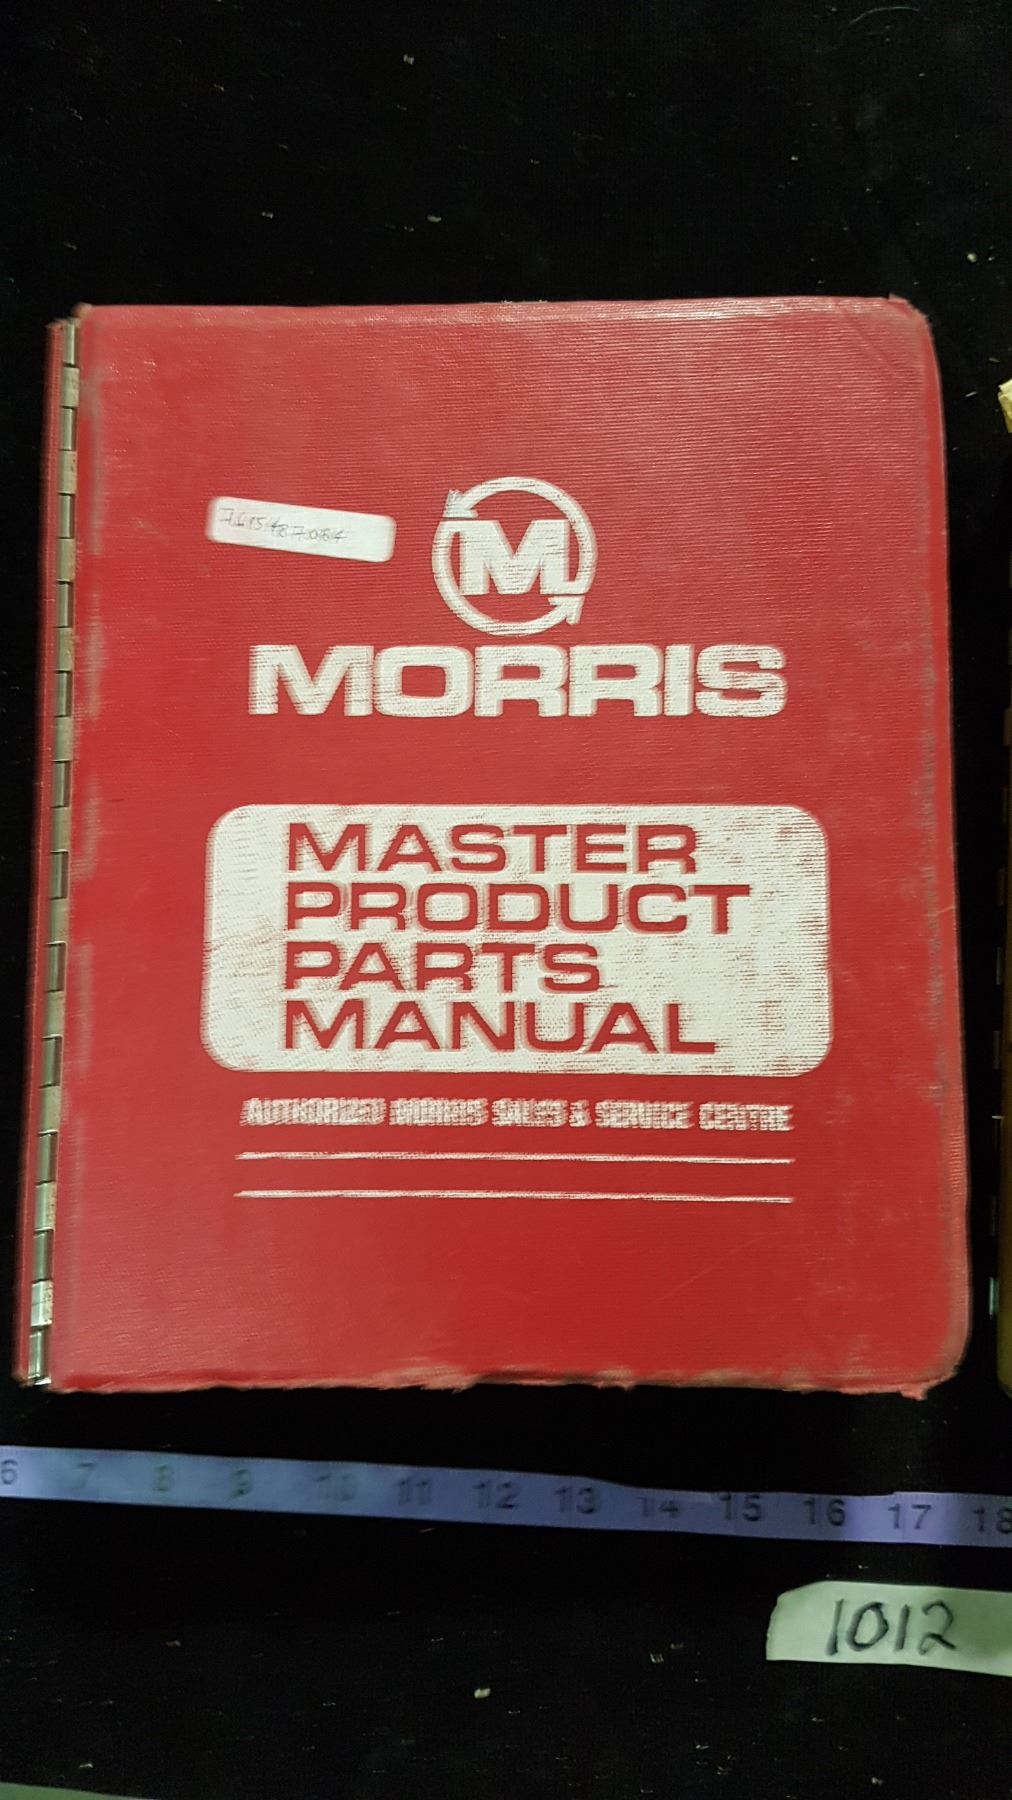 M
MORRIS
MASTER
PRODUCT
PARTS
MANUAL
AUTHORIZED MORRIS SALES & SERVICE CENTRE
6 7 8 9 10 11 12 13 14 15 16 17 18
1012